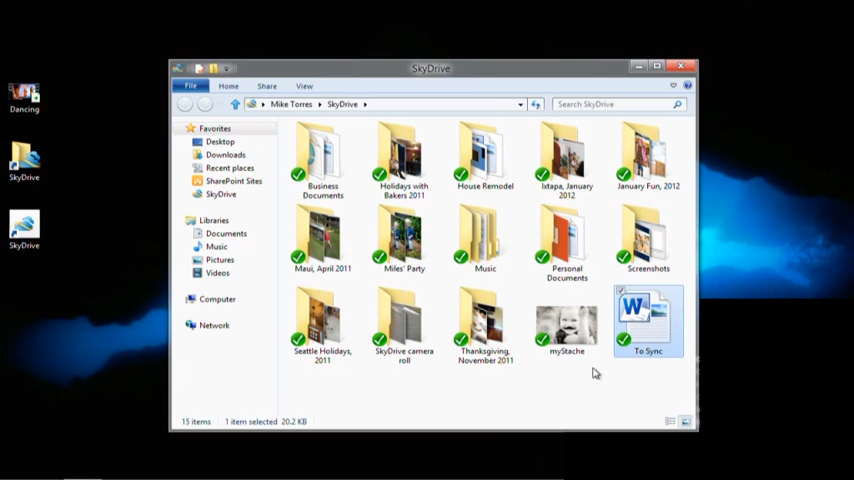 SkyDrive
File Home Share View
Mike Torres SkyDrive
Search SkyDrive
Dancing
SkyDrive
SkyDrive
Favorites
Desktop
Downloads
Recent places
SharePoint Sites
SkyDrive
Libraries
Documents
Music
Pictures
Videos
Computer
Network
Business
Documents
Holidays with
Bakers 2011
House Remodel
Ixtapa, January
2012
January Fun, 2012
Maui, April 2011
Miles' Party
Music
Personal
Documents
Screenshots
Seattle Holidays,
2011
SkyDrive camera
roll
Thanksgiving,
November 2011
myStache
W
To Sync
15 items 1 item selected 20.2 KB